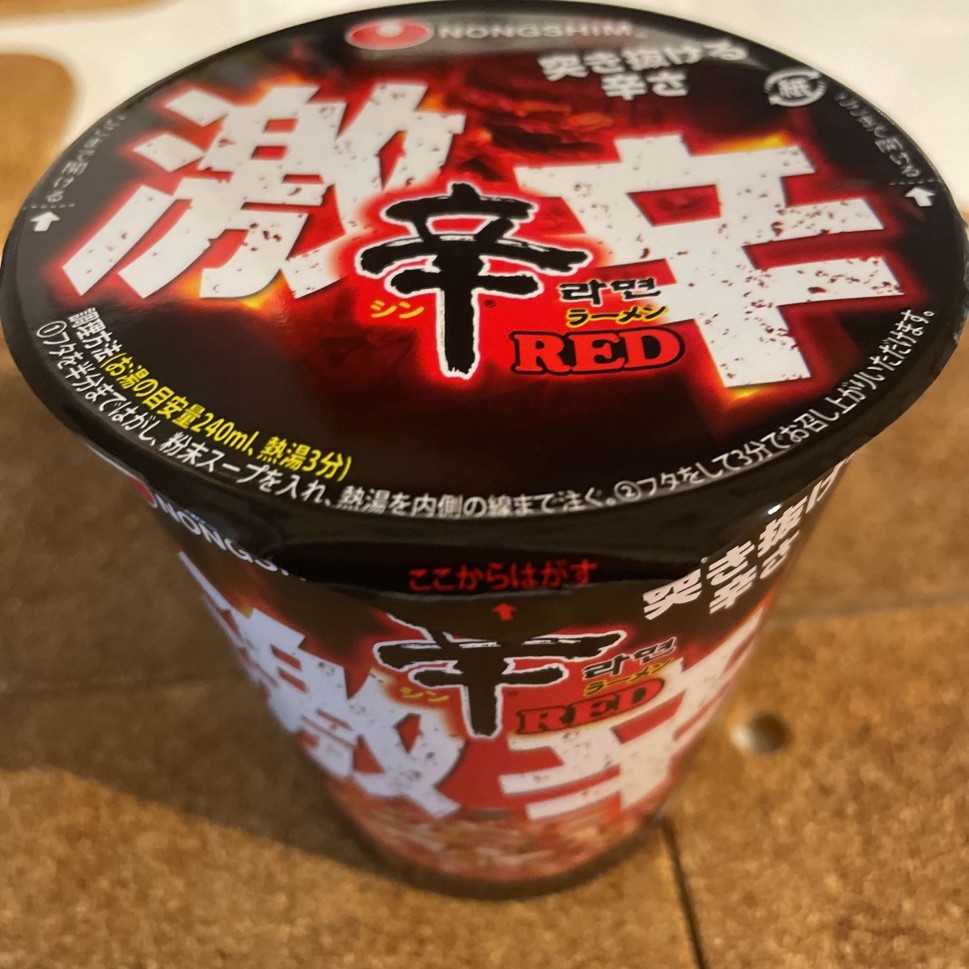 NONGSHIM
突き抜ける
辛さ
紙
激辛
辛
シン
라면
ラーメン
RED
調理方法(お湯の目安量240ml、熱湯3分)
①フタを半分まではがし、粉末スープを入れ、熱湯を内側の線まで注ぐ。②フタをして3分でお召し上がりいただけます。
ここからはがす
NONGSH
突き抜け
辛さ
激辛
辛
シン
라면
ラーメン
RED